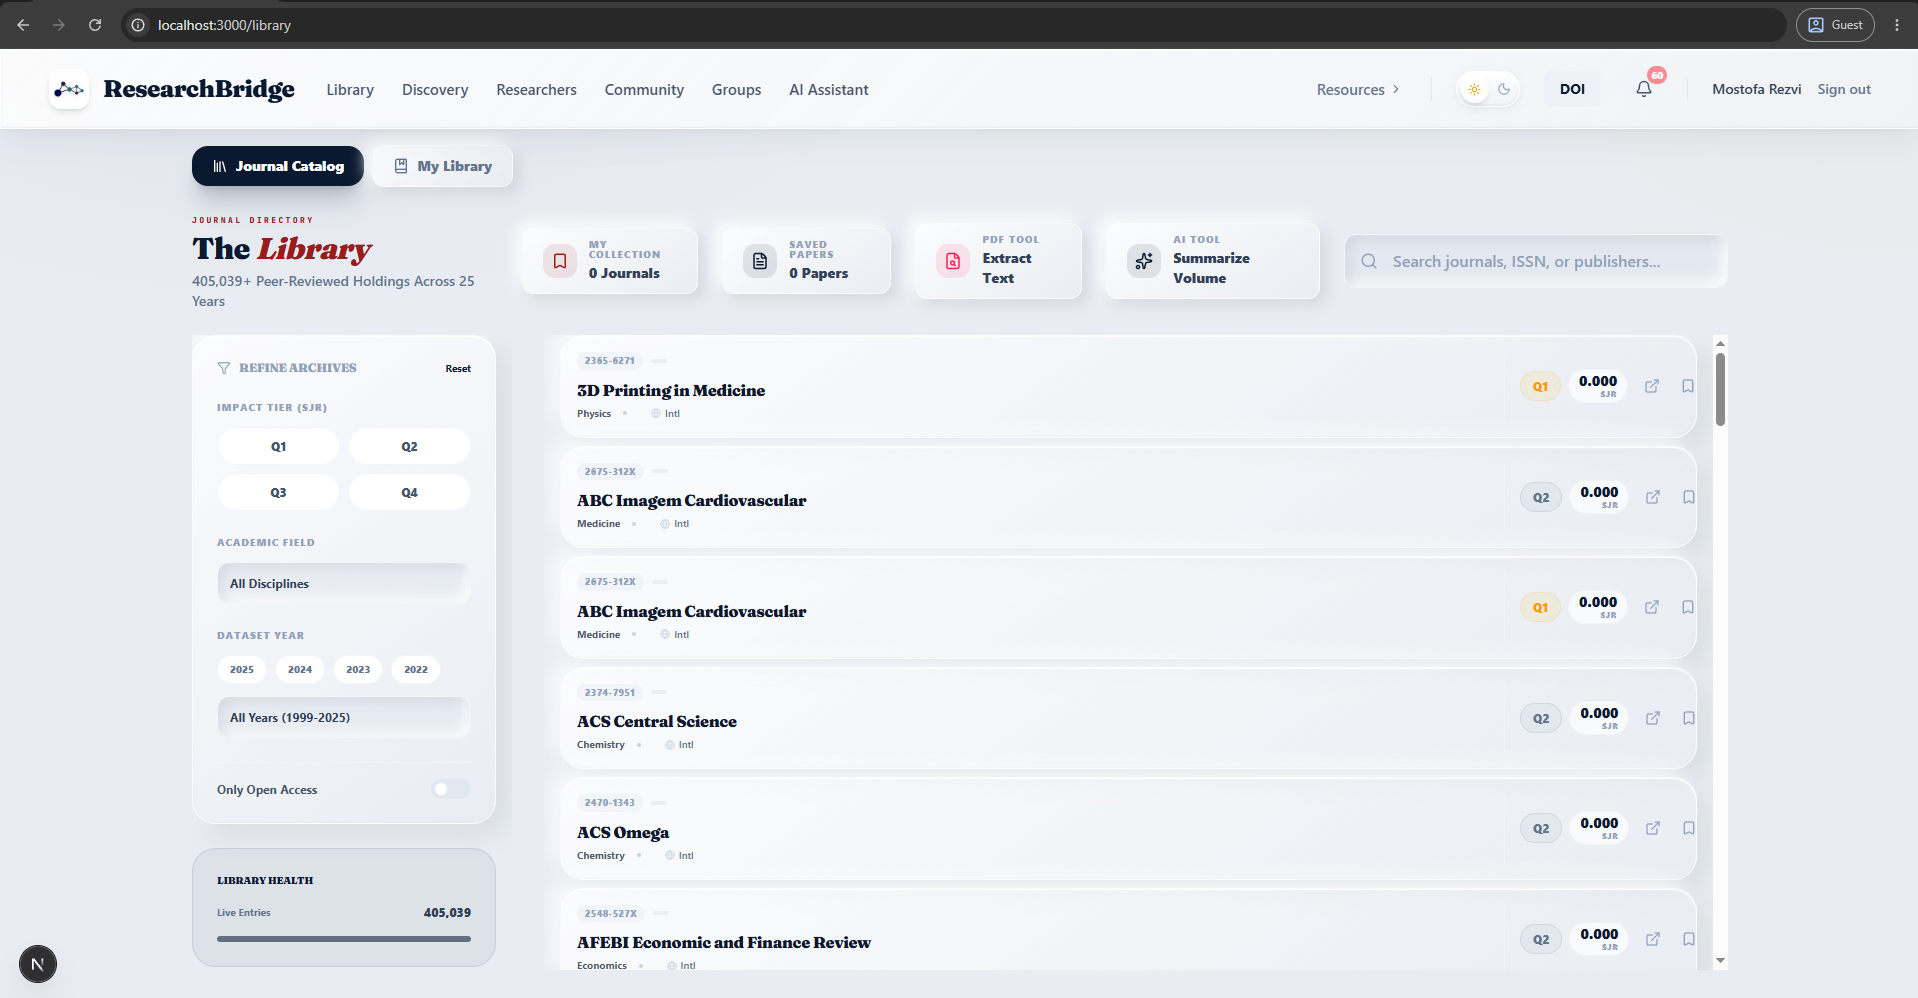 localhost:3000/library
Guest
ResearchBridge
Library
Discovery
Researchers
Community
Groups
AI Assistant
Resources
DOI
60
Mostofa Rezvi
Sign out
Journal Catalog
My Library
JOURNAL DIRECTORY
The Library
405,039+ Peer-Reviewed Holdings Across 25
Years
MY
COLLECTION
0 Journals
SAVED
PAPERS
0 Papers
PDF TOOL
Extract
Text
AI TOOL
Summarize
Volume
Search journals, ISSN, or publishers...
REFINE ARCHIVES
Reset
IMPACT TIER (SJR)
Q1
Q2
Q3
Q4
ACADEMIC FIELD
All Disciplines
DATASET YEAR
2025
2024
2023
2022
All Years (1999-2025)
Only Open Access
LIBRARY HEALTH
Live Entries
405,039
N
2365-6271
3D Printing in Medicine
Physics
Intl
Q1
0.000
SJR
2675-312X
ABC Imagem Cardiovascular
Medicine
Intl
Q2
0.000
SJR
2675-312X
ABC Imagem Cardiovascular
Medicine
Intl
Q1
0.000
SJR
2374-7951
ACS Central Science
Chemistry
Intl
Q2
0.000
SJR
2470-1343
ACS Omega
Chemistry
Intl
Q2
0.000
SJR
2548-527X
AFEBI Economic and Finance Review
Economics
Intl
Q2
0.000
SJR